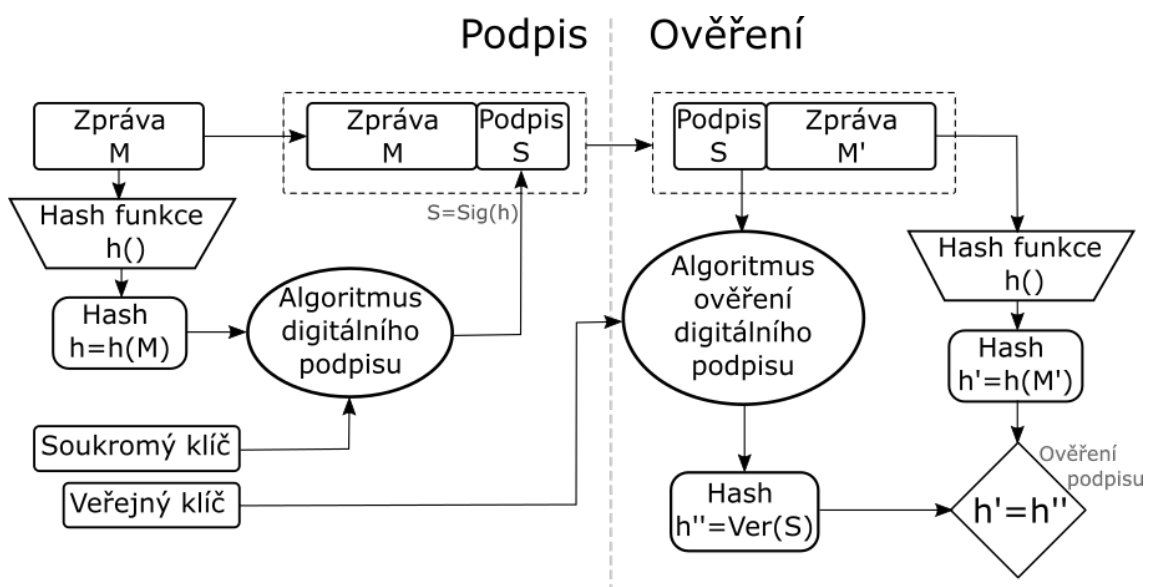 Podpis
Ověření
Zpráva
M
Zpráva
M
Podpis
S
Podpis
S
Zpráva
M'
Hash funkce
h()
S=Sig(h)
Hash
h=h(M)
Algoritmus
digitálního
podpisu
Algoritmus
ověření
digitálního
podpisu
Hash funkce
h()
Hash
h'=h(M')
Soukromý klíč
Veřejný klíč
Hash
h''=Ver(S)
Ověření
podpisu
h'=h''